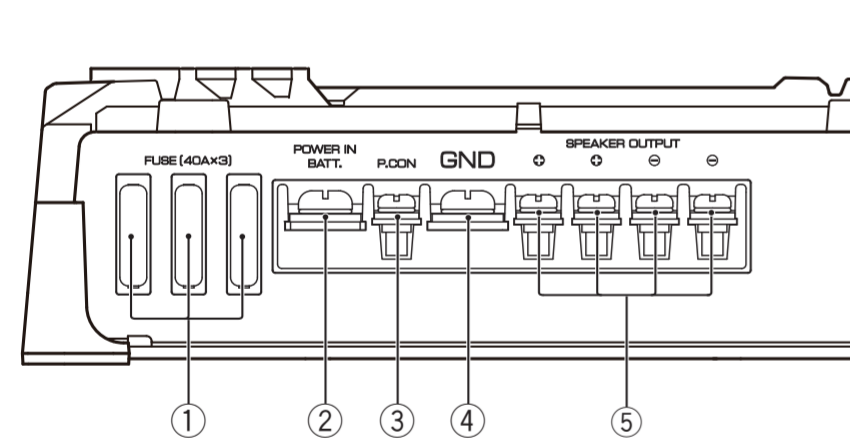 FUSE (40A×3)
POWER IN
BATT.
P.CON
GND
SPEAKER OUTPUT
⊕ ⊕ ⊖ ⊖
① ② ③ ④ ⑤